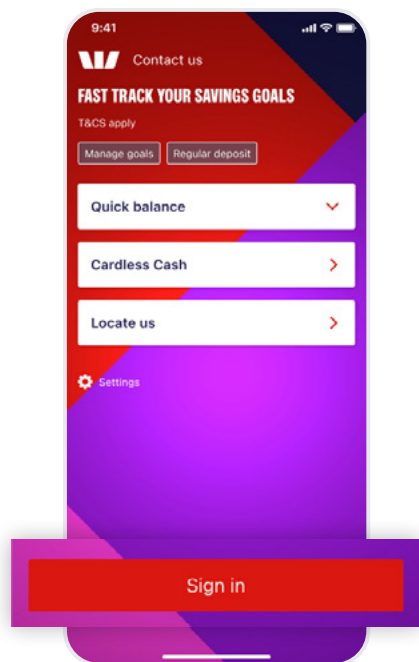 9:41
Contact us
FAST TRACK YOUR SAVINGS GOALS
T&CS apply
Manage goals Regular deposit
Quick balance
Cardless Cash
Locate us
Settings
Sign in